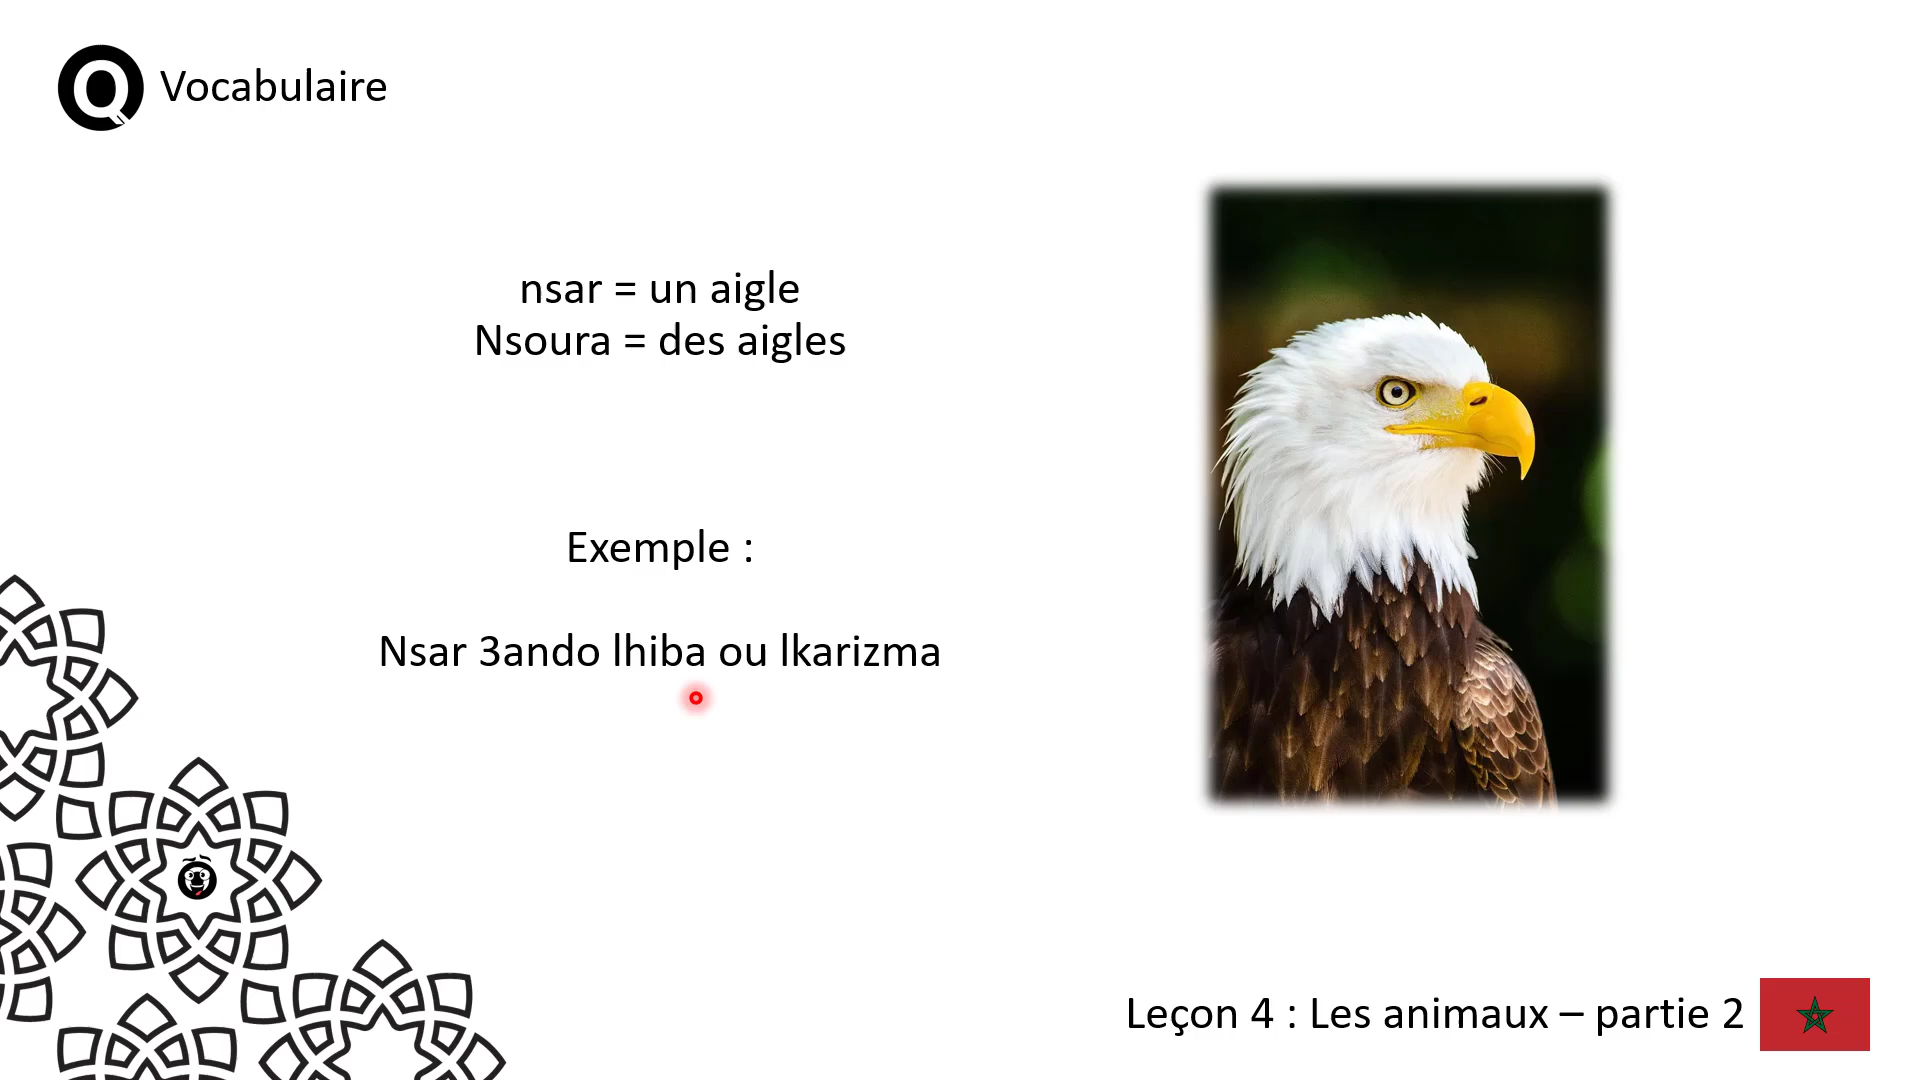 Q Vocabulaire
nsar = un aigle
Nsoura = des aigles
Exemple :
Nsar 3ando lhiba ou lkarizma
Leçon 4 : Les animaux – partie 2